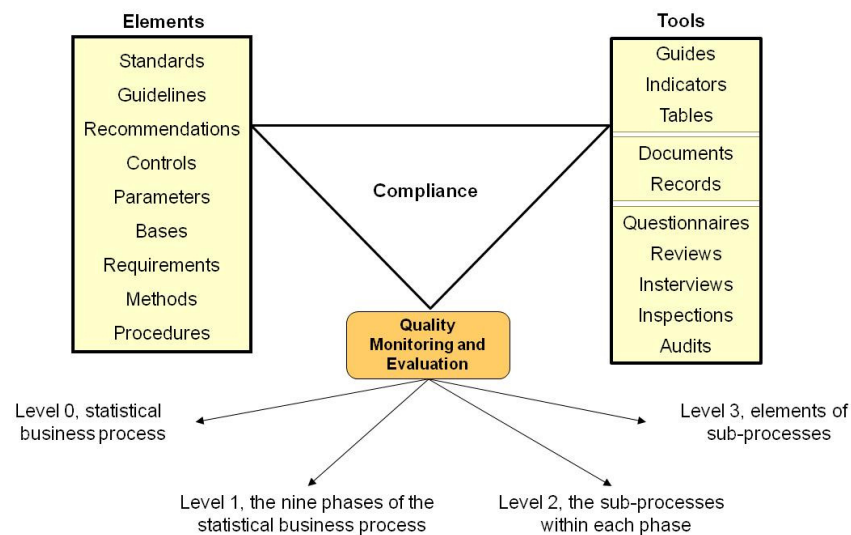 Elements
Standards
Guidelines
Recommendations
Controls
Parameters
Bases
Requirements
Methods
Procedures
Tools
Guides
Indicators
Tables
Documents
Records
Questionnaires
Reviews
Insterviews
Inspections
Audits
Compliance
Quality
Monitoring and
Evaluation
Level 0, statistical
business process
Level 1, the nine phases of the
statistical business process
Level 2, the sub-processes
within each phase
Level 3, elements of
sub-processes